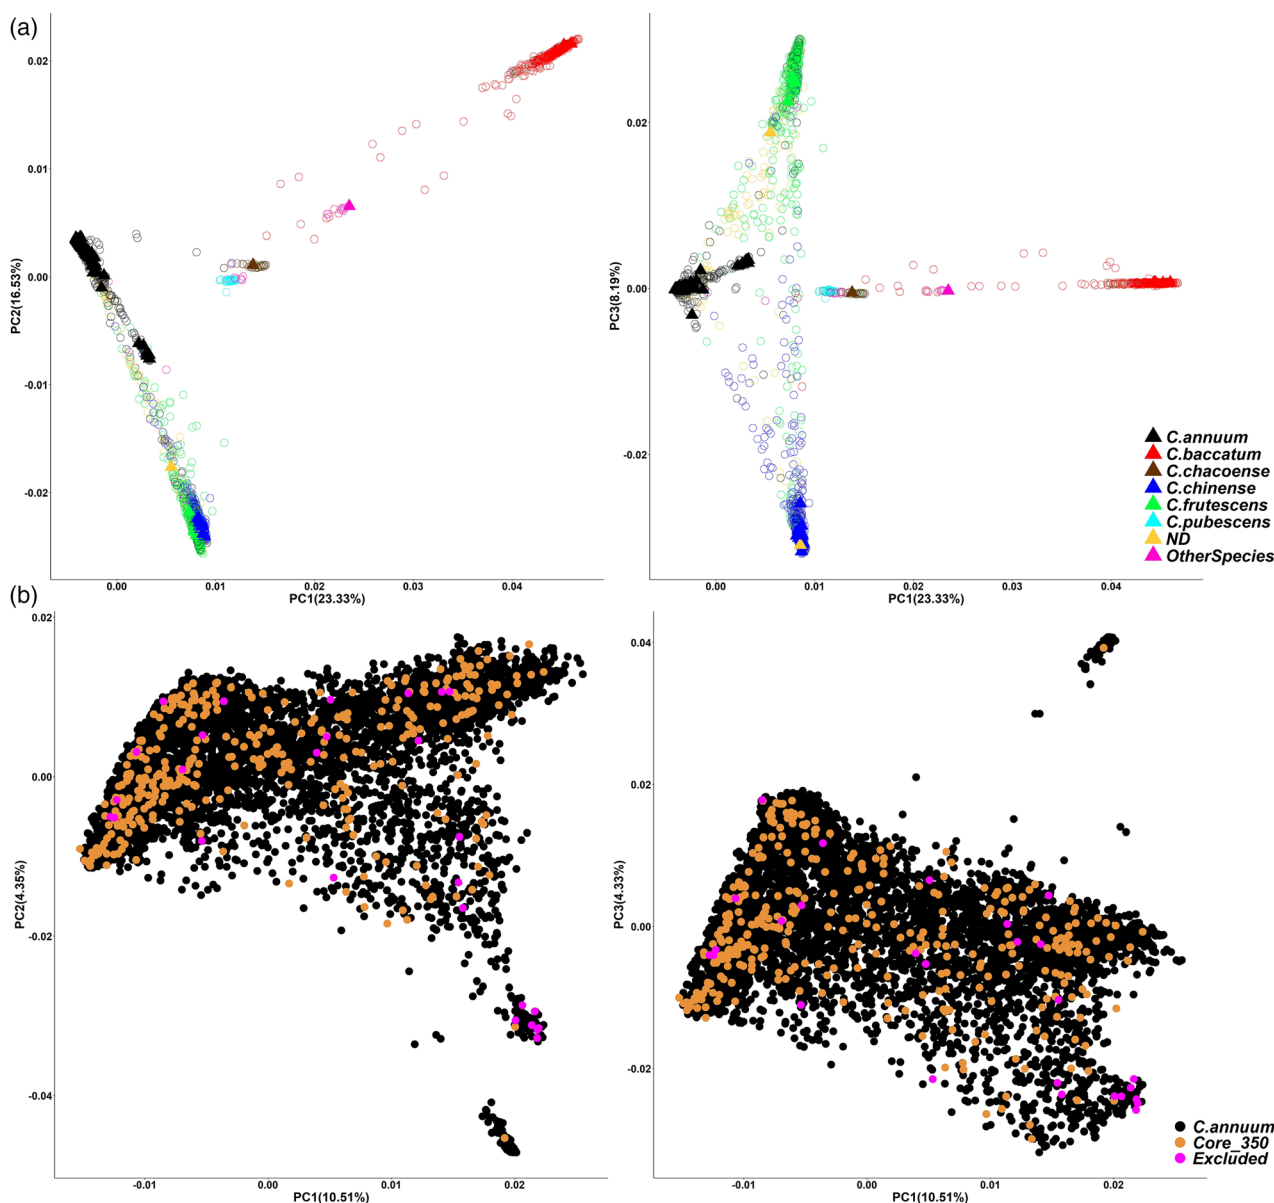 (a)
0.02
0.01
0.00
-0.01
-0.02
PC2(16.53%)
0.00
0.01
0.02
0.03
0.04
PC1(23.33%)
0.02
0.00
-0.02
PC3(8.19%)
0.00
0.01
0.02
0.03
0.04
PC1(23.33%)
C.annuum
C.baccatum
C.chacoense
C.chinense
C.frutescens
C.pubescens
ND
OtherSpecies
(b)
0.02
0.00
-0.02
-0.04
PC2(4.35%)
-0.01
0.00
0.01
0.02
PC1(10.51%)
0.04
0.02
0.00
-0.02
PC3(4.33%)
-0.01
0.00
0.01
0.02
PC1(10.51%)
C.annuum
Core_350
Excluded